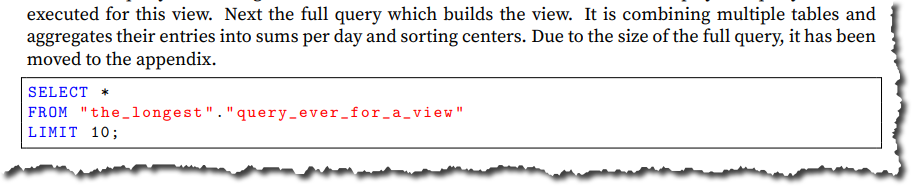 executed for this view. Next the full query which builds the view. It is combining multiple tables and
aggregates their entries into sums per day and sorting centers. Due to the size of the full query, it has been
moved to the appendix.
SELECT *
FROM "the_longest"."query_ever_for_a_view"
LIMIT 10;